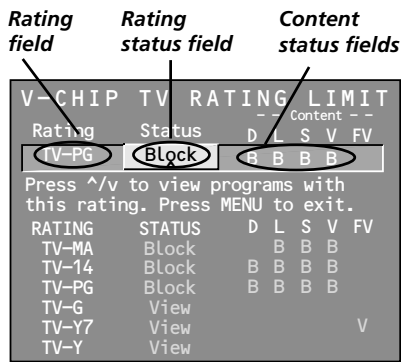 Rating field
Rating status field
Content status fields
V-CHIP TV RATING LIMIT
-- Content --
Rating Status D L S V FV
TV-PG Block B B B B
Press ^/v to view programs with
this rating. Press MENU to exit.
RATING STATUS D L S V FV
TV-MA Block B B B
TV-14 Block B B B B
TV-PG Block B B B B
TV-G View
TV-Y7 View V
TV-Y View